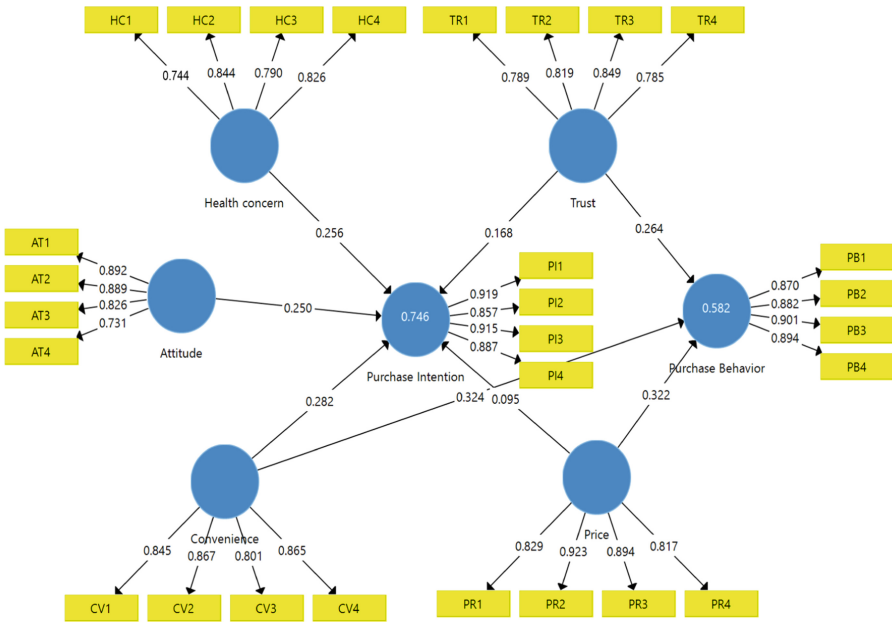 HC1 HC2 HC3 HC4 TR1 TR2 TR3 TR4
0.744 0.844 0.790 0.826 0.789 0.819 0.849 0.785
Health concern Trust
0.256 0.168 0.264
AT1
AT2
AT3
AT4
0.892
0.889
0.826
0.731
Attitude
0.250
0.746
Purchase Intention
0.919
0.857
0.915
0.887
PI1
PI2
PI3
PI4
0.582
Purchase Behavior
0.870
0.882
0.901
0.894
PB1
PB2
PB3
PB4
0.282 0.324 0.095 0.322
Convenience Price
0.845 0.867 0.801 0.865 0.829 0.923 0.894 0.817
CV1 CV2 CV3 CV4 PR1 PR2 PR3 PR4